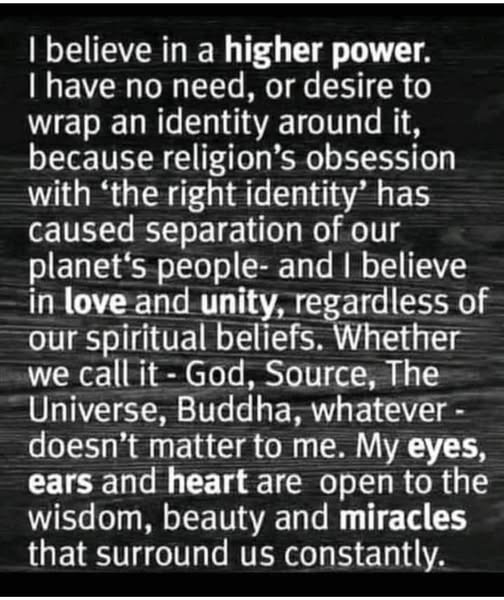 I believe in a higher power.
I have no need, or desire to
wrap an identity around it,
because religion's obsession
with ‘the right identity’ has
caused separation of our
planet‘s people- and I believe
in love and unity, regardless of
our spiritual beliefs. Whether
we call it - God, Source, The
Universe, Buddha, whatever -
doesn't matter to me. My eyes,
ears and heart are open to the
wisdom, beauty and miracles
that surround us constantly.